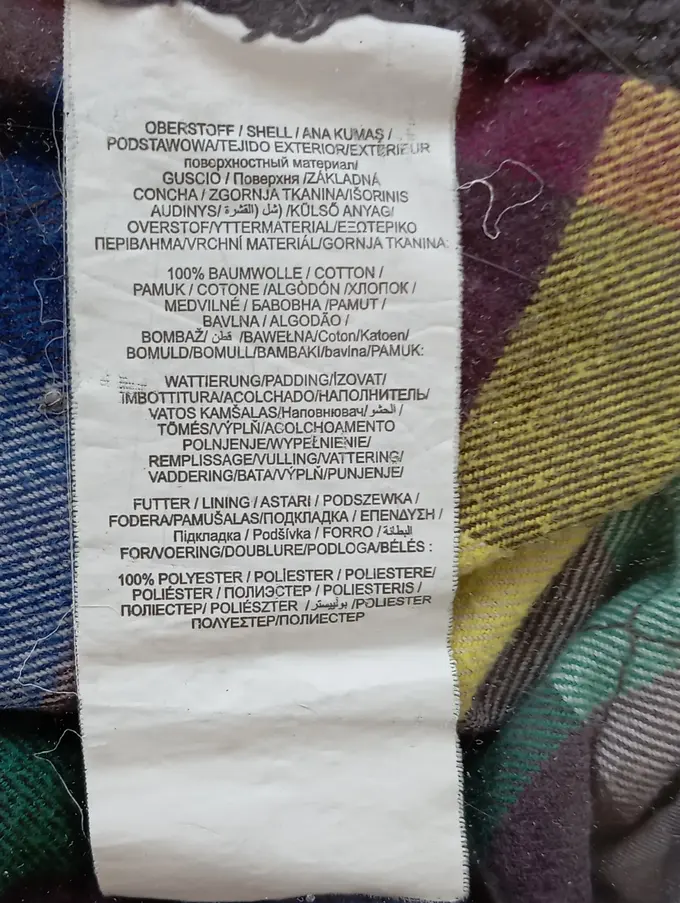 OBERSTOFF / SHELL / ANA KUMAŞ /
PODSTAWOWA/TEJIDO EXTERIOR/EXTÉRIEUR
поверхностный материал/
GUSCIO / Поверхня /ZÁKLADNÁ
CONCHA / ZGORNJA TKANINA/IŠORINIS
AUDINYS/ شل (القشرة) /KÜLSŐ ANYAG/
OVERSTOF/YTTERMATERIAL/ΕΞΩΤΕΡΙΚΟ
ΠΕΡΙΒΛΗΜΑ/VRCHNÍ MATERIÁL/GORNJA TKANINA:
100% BAUMWOLLE / COTTON /
PAMUK / COTONE /ALGÒDÓN /ХЛОПОК /
MEDVILNÉ / БАВОВНА /PAMUT /
BAVLNA / ALGODÃO /
BOMBAŽ/ قطن /BAWEŁNA/Coton/Katoen/
BOMULD/BOMULL/BAMBAKI/bavlna/PAMUK:
WATTIERUNG/PADDING/İZOVAT/
IMBOTTITURA/ACOLCHADO/НАПОЛНИТЕЛЬ/
VATOS KAMŠALAS/Наповнювач/الحشو /
TÖMÉS/VÝPLŇ/ACOLCHOAMENTO
POLNJENJE/WYPEŁNIENIE/
REMPLISSAGE/VULLING/VATTERING/
VADDERING/BATA/VÝPLŇ/PUNJENJE/
FUTTER / LINING / ASTARI / PODSZEWKA /
FODERA/PAMUŠALAS/ПОДКЛАДКА / ΕΠΕΝΔΥΣΗ /
Підкладка / Podšívka / FORRO /البطانة/
FOR/VOERING/DOUBLURE/PODLOGA/BÉLÉS :
100% POLYESTER / POLİESTER / POLIESTERE/
POLIÉSTER / ПОЛИЭСТЕР / POLIESTERIS /
ПОЛІЕСТЕР/ POLIÉSZTER /بوليستر /POLIESTER
ΠΟΛΥΕΣΤΕΡ/ПОЛИЕСТЕР